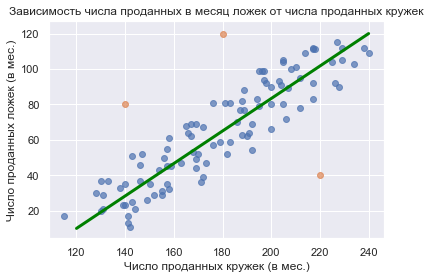 Зависимость числа проданных в месяц ложек от числа проданных кружек
Число проданных ложек (в мес.)
120
100
80
60
40
20
120 140 160 180 200 220 240
Число проданных кружек (в мес.)